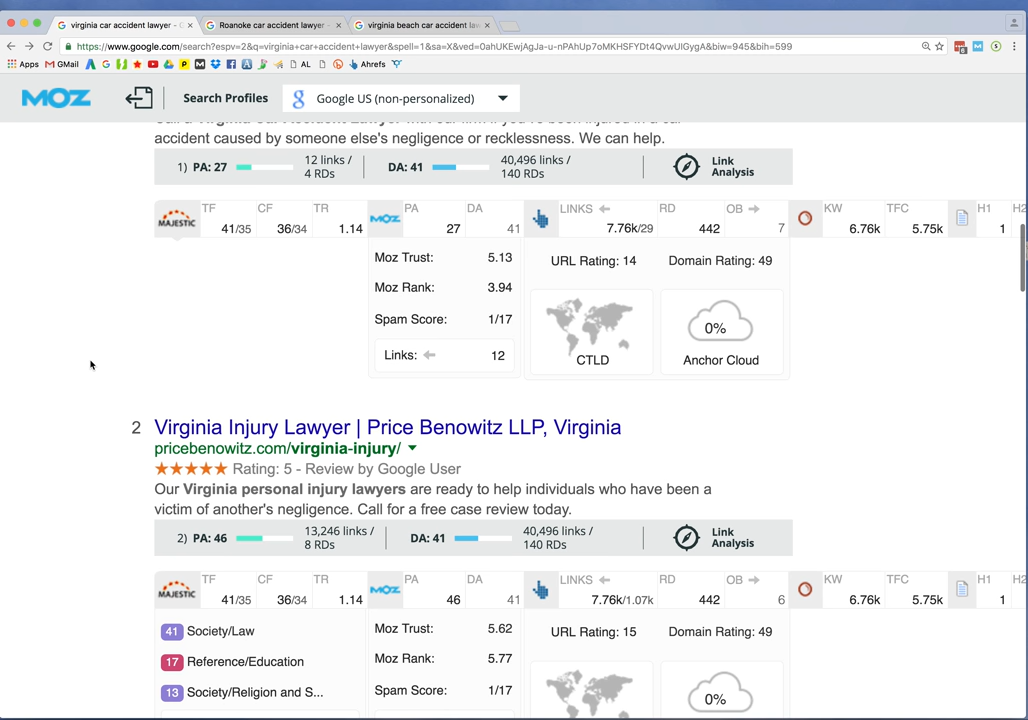 virginia car accident lawyer - G
Roanoke car accident lawyer -
virginia beach car accident law
https://www.google.com/search?espv=2&q=virginia+car+accident+lawyer&spell=1&sa=X&ved=0ahUKEwjAgJa-u-nPAhUp7oMKHSFYDt4QvwUIGygA&biw=945&bih=599
Apps GMail AL Ahrefs
MOZ Search Profiles Google US (non-personalized)
accident caused by someone else's negligence or recklessness. We can help.
1) PA: 27 12 links / 4 RDs DA: 41 40,496 links / 140 RDs Link Analysis
MAJESTIC TF 41/35 CF 36/34 TR 1.14 MOZ PA 27 DA 41 LINKS 7.76k/29 RD 442 OB 7 KW 6.76k TFC 5.75k H1 1 H2
Moz Trust: 5.13
Moz Rank: 3.94
Spam Score: 1/17
Links: 12
URL Rating: 14 Domain Rating: 49
CTLD
0%
Anchor Cloud
2 Virginia Injury Lawyer | Price Benowitz LLP, Virginia
pricebenowitz.com/virginia-injury/
★★★★★ Rating: 5 - Review by Google User
Our Virginia personal injury lawyers are ready to help individuals who have been a
victim of another's negligence. Call for a free case review today.
2) PA: 46 13,246 links / 8 RDs DA: 41 40,496 links / 140 RDs Link Analysis
MAJESTIC TF 41/35 CF 36/34 TR 1.14 MOZ PA 46 DA 41 LINKS 7.76k/1.07k RD 442 OB 6 KW 6.76k TFC 5.75k H1 1 H2
41 Society/Law
17 Reference/Education
13 Society/Religion and S...
Moz Trust: 5.62
Moz Rank: 5.77
Spam Score: 1/17
URL Rating: 15 Domain Rating: 49
0%